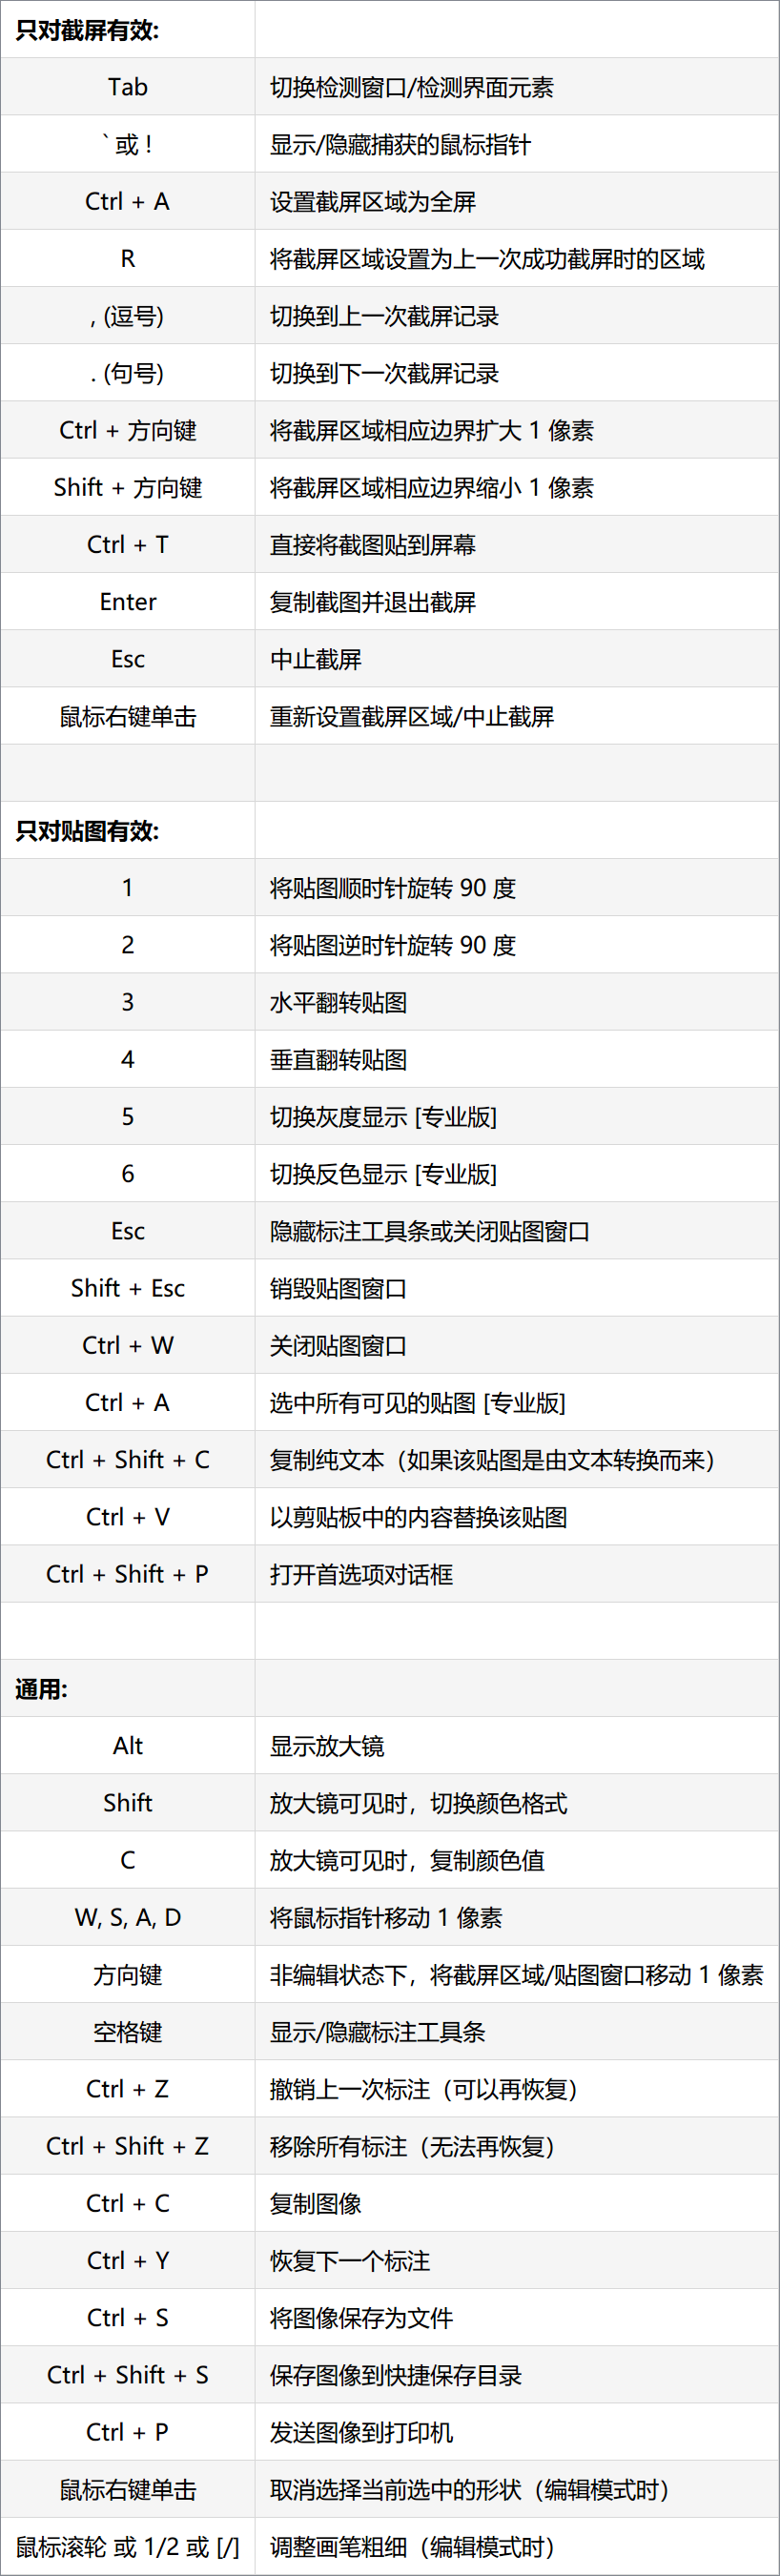 只对截屏有效:
Tab 切换检测窗口/检测界面元素
` 或 ! 显示/隐藏捕获的鼠标指针
Ctrl + A 设置截屏区域为全屏
R 将截屏区域设置为上一次成功截屏时的区域
, (逗号) 切换到上一次截屏记录
. (句号) 切换到下一次截屏记录
Ctrl + 方向键 将截屏区域相应边界扩大 1 像素
Shift + 方向键 将截屏区域相应边界缩小 1 像素
Ctrl + T 直接将截图贴到屏幕
Enter 复制截图并退出截屏
Esc 中止截屏
鼠标右键单击 重新设置截屏区域/中止截屏
只对贴图有效:
1 将贴图顺时针旋转 90 度
2 将贴图逆时针旋转 90 度
3 水平翻转贴图
4 垂直翻转贴图
5 切换灰度显示 [专业版]
6 切换反色显示 [专业版]
Esc 隐藏标注工具条或关闭贴图窗口
Shift + Esc 销毁贴图窗口
Ctrl + W 关闭贴图窗口
Ctrl + A 选中所有可见的贴图 [专业版]
Ctrl + Shift + C 复制纯文本（如果该贴图是由文本转换而来）
Ctrl + V 以剪贴板中的内容替换该贴图
Ctrl + Shift + P 打开首选项对话框
通用:
Alt 显示放大镜
Shift 放大镜可见时，切换颜色格式
C 放大镜可见时，复制颜色值
W, S, A, D 将鼠标指针移动 1 像素
方向键 非编辑状态下，将截屏区域/贴图窗口移动 1 像素
空格键 显示/隐藏标注工具条
Ctrl + Z 撤销上一次标注（可以再恢复）
Ctrl + Shift + Z 移除所有标注（无法再恢复）
Ctrl + C 复制图像
Ctrl + Y 恢复下一个标注
Ctrl + S 将图像保存为文件
Ctrl + Shift + S 保存图像到快捷保存目录
Ctrl + P 发送图像到打印机
鼠标右键单击 取消选择当前选中的形状（编辑模式时）
鼠标滚轮 或 1/2 或 [/] 调整画笔粗细（编辑模式时）